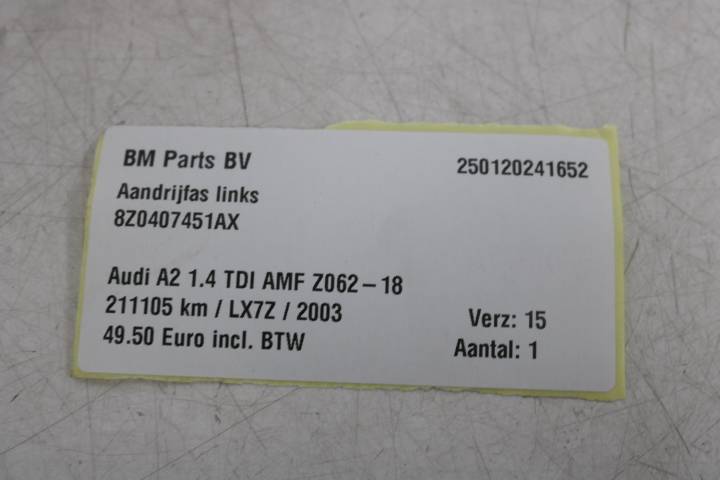 BM Parts BV
250120241652
Aandrijfas links
8Z0407451AX
Audi A2 1.4 TDI AMF Z062-18
211105 km / LX7Z / 2003
Verz: 15
49.50 Euro incl. BTW
Aantal: 1